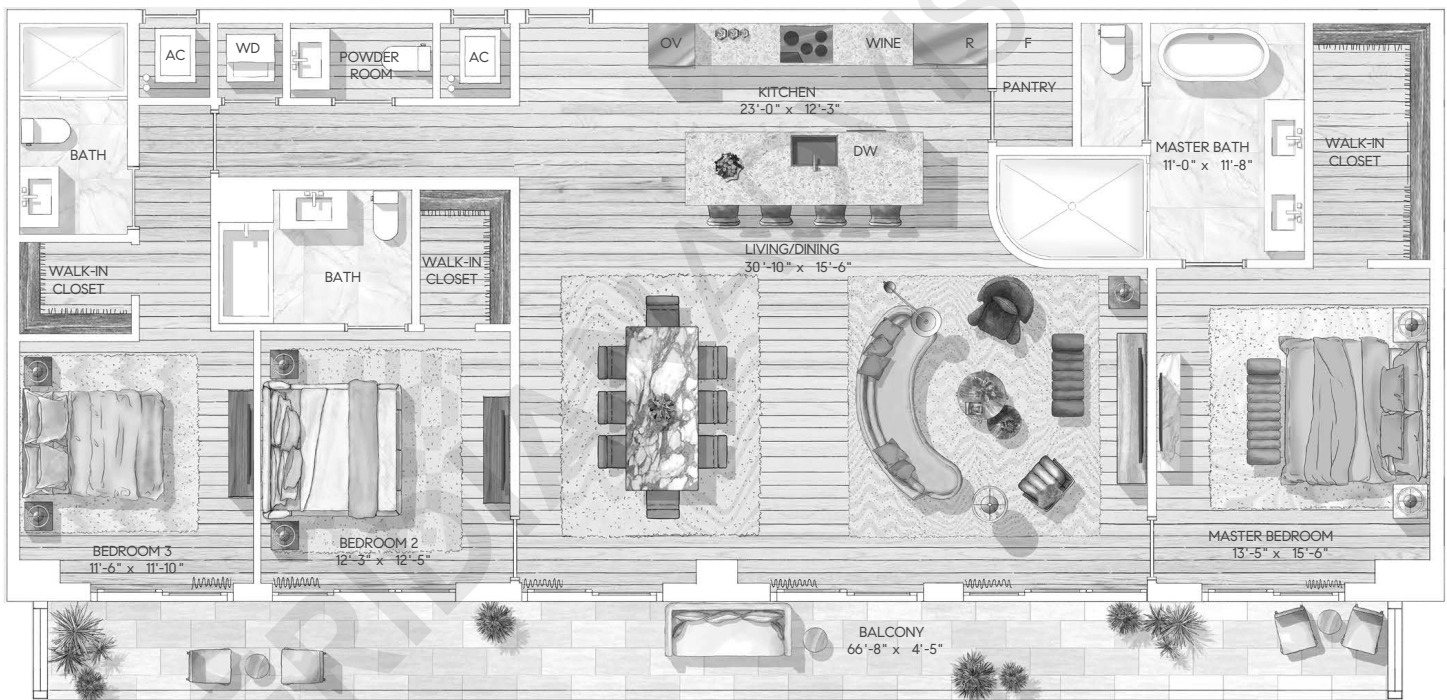 AC
WD
POWDER
ROOM
AC
OV
WINE
R
F
PANTRY
KITCHEN
23'-0" x 12'-3"
DW
BATH
MASTER BATH
11'-0" x 11'-8"
WALK-IN
CLOSET
LIVING/DINING
30'-10" x 15'-6"
WALK-IN
CLOSET
BATH
WALK-IN
CLOSET
BEDROOM 3
11'-6" x 11'-10"
BEDROOM 2
12'-3" x 12'-5"
MASTER BEDROOM
13'-5" x 15'-6"
BALCONY
66'-8" x 4'-5"